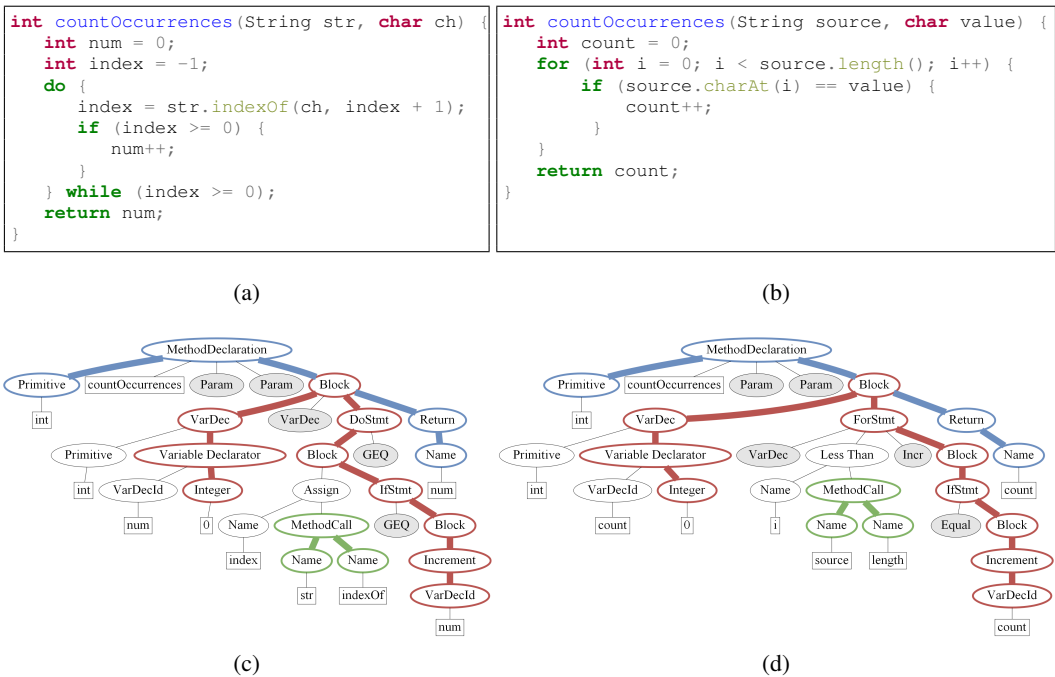 int countOccurrences(String str, char ch) {
int num = 0;
int index = -1;
do {
index = str.indexOf(ch, index + 1);
if (index >= 0) {
num++;
}
} while (index >= 0);
return num;
}
int countOccurrences(String source, char value) {
int count = 0;
for (int i = 0; i < source.length(); i++) {
if (source.charAt(i) == value) {
count++;
}
}
return count;
}
(a)
(b)
MethodDeclaration
Primitive countOccurrences Param Param Block
int VarDec VarDec DoStmt Return
Primitive Variable Declarator Block GEQ Name
int VarDecId Integer Assign IfStmt num
num 0 Name MethodCall GEQ Block
index Name Name Increment
str indexOf VarDecId
num
MethodDeclaration
Primitive countOccurrences Param Param Block
int VarDec ForStmt Return
Primitive Variable Declarator VarDec Less Than Incr Block Name
int VarDecId Integer Name MethodCall IfStmt count
count 0 i Name Name Equal Block
source length Increment
VarDecId
count
(c)
(d)